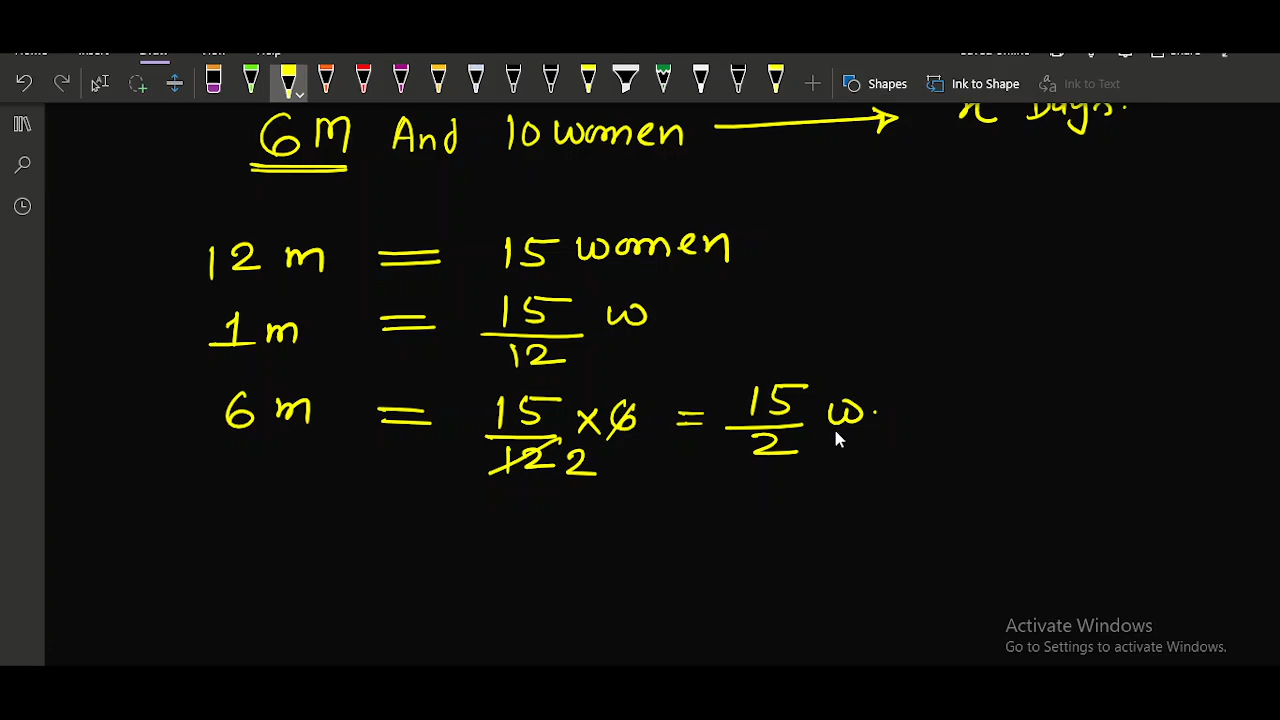 Shapes Ink to Shape Ink to Text
6M And 10 women x Days.
12 m = 15 women
1 m = 15/12 w
6 m = 15/12 2 × 6 = 15/2 w.
Activate Windows
Go to Settings to activate Windows.